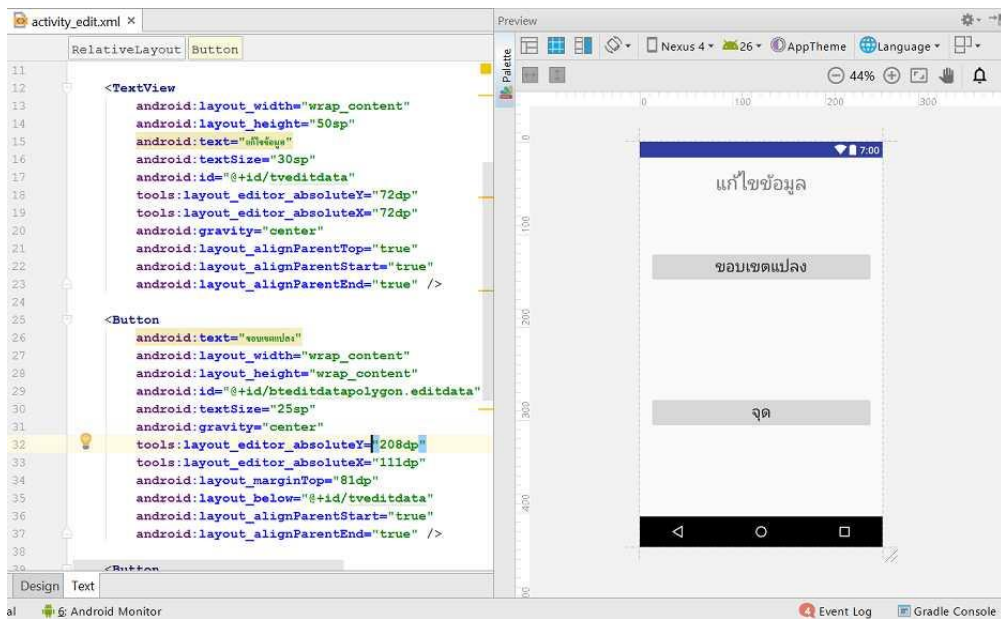 activity_edit.xml ×
RelativeLayout Button
11
12 <TextView
13 android:layout_width="wrap_content"
14 android:layout_height="50sp"
15 android:text="แก้ไขข้อมูล"
16 android:textSize="30sp"
17 android:id="@+id/tveditdata"
18 tools:layout_editor_absoluteY="72dp"
19 tools:layout_editor_absoluteX="72dp"
20 android:gravity="center"
21 android:layout_alignParentTop="true"
22 android:layout_alignParentStart="true"
23 android:layout_alignParentEnd="true" />
24
25 <Button
26 android:text="ขอบเขตแปลง"
27 android:layout_width="wrap_content"
28 android:layout_height="wrap_content"
29 android:id="@+id/bteditdatapolygon.editdata"
30 android:textSize="25sp"
31 android:gravity="center"
32 tools:layout_editor_absoluteY="208dp"
33 tools:layout_editor_absoluteX="111dp"
34 android:layout_marginTop="81dp"
35 android:layout_below="@+id/tveditdata"
36 android:layout_alignParentStart="true"
37 android:layout_alignParentEnd="true" />
38
39 <Button
Design Text
al 6: Android Monitor
Preview
Palette
Nexus 4 26 AppTheme Language
44%
0 100 200 300
0
100
200
300
400
7:00
แก้ไขข้อมูล
ขอบเขตแปลง
จุด
4 Event Log Gradle Console